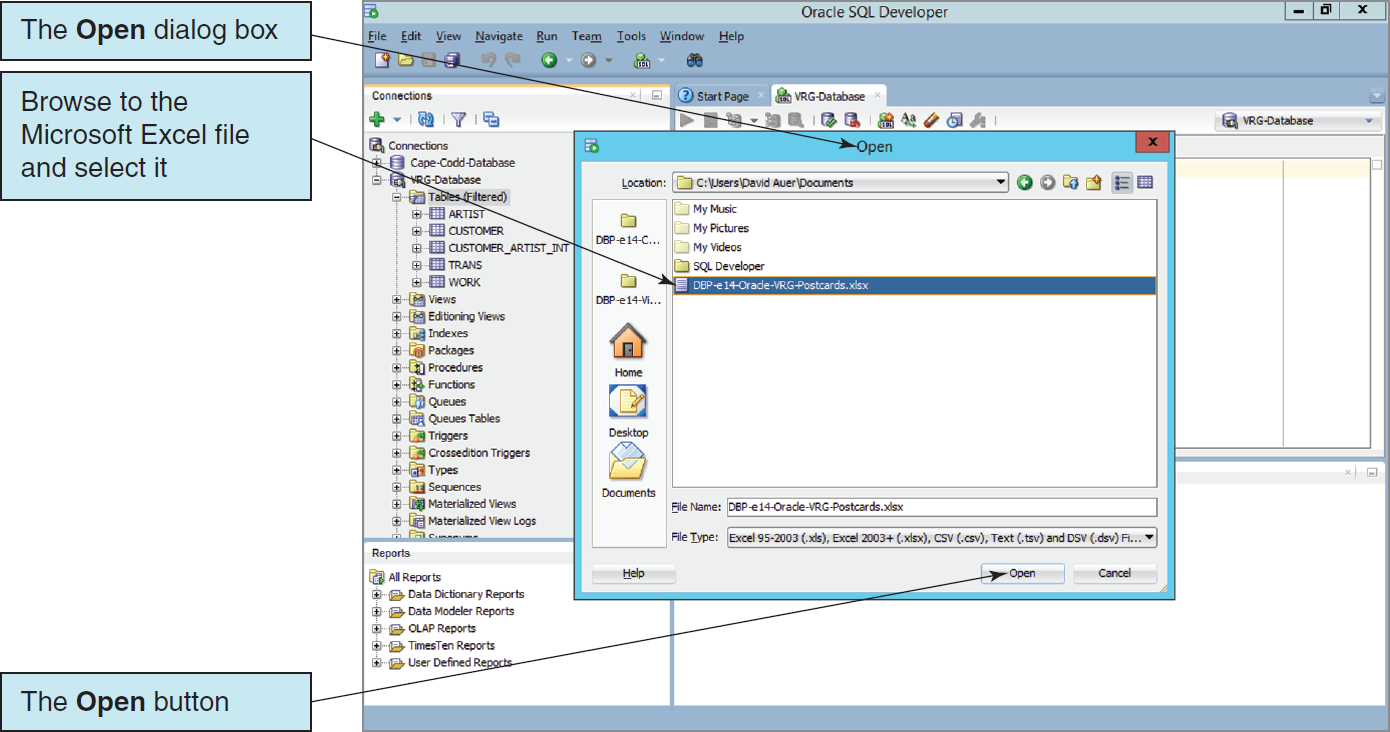 The Open dialog box
Browse to the
Microsoft Excel file
and select it
The Open button
Oracle SQL Developer
File Edit View Navigate Run Team Tools Window Help
Connections
Start Page
VRG-Database
VRG-Database
Connections
Cape-Codd-Database
VRG-Database
Tables (Filtered)
ARTIST
CUSTOMER
CUSTOMER_ARTIST_INT
TRANS
WORK
Views
Editioning Views
Indexes
Packages
Procedures
Functions
Queues
Queues Tables
Triggers
Crossedition Triggers
Types
Sequences
Materialized Views
Materialized View Logs
Synonyms
Reports
All Reports
Data Dictionary Reports
Data Modeler Reports
OLAP Reports
TimesTen Reports
User Defined Reports
Open
Location: C:\Users\David Auer\Documents
DBP-e14-C...
DBP-e14-Vi...
Home
Desktop
Documents
My Music
My Pictures
My Videos
SQL Developer
DBP-e14-Oracle-VRG-Postcards.xlsx
File Name: DBP-e14-Oracle-VRG-Postcards.xlsx
File Type: Excel 95-2003 (.xls), Excel 2003+ (.xlsx), CSV (.csv), Text (.tsv) and DSV (.dsv) Fi...
Help
Open
Cancel